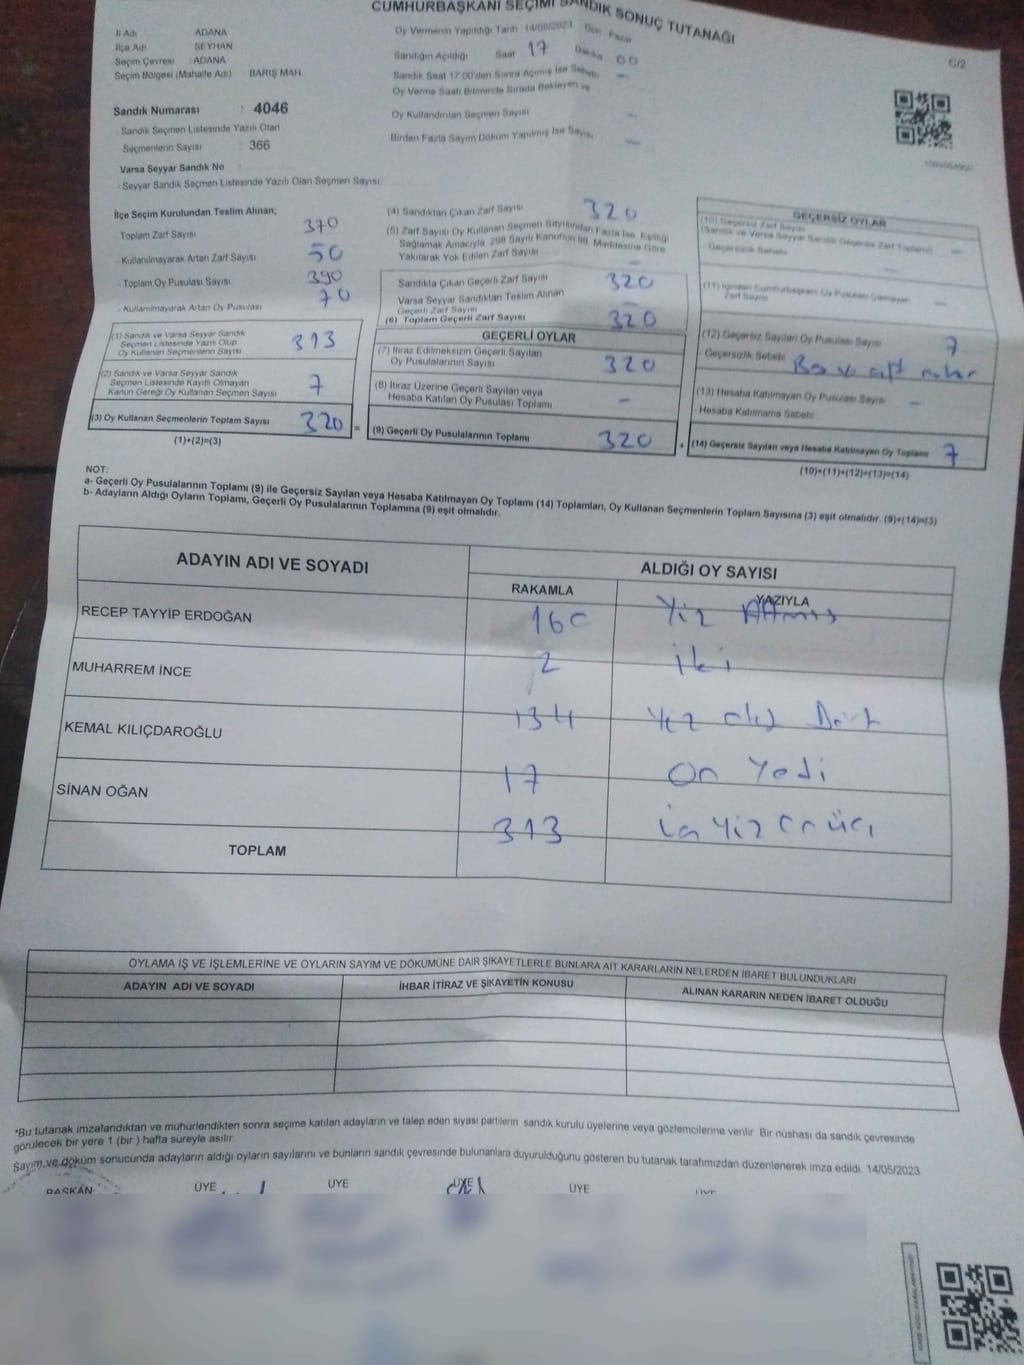 CUMHURBAŞKANI SEÇİMİ SANDIK SONUÇ TUTANAĞI
İl Adı ADANA
İlçe Adı SEYHAN
Seçim Çevresi : ADANA
Seçim Bölgesi (Mahalle Adı) BARIŞ MAH
Sandık Numarası : 4046
- Sandık Seçmen Listesinde Yazılı Olan
Seçmenlerin Sayısı : 366
Varsa Seyyar Sandık No :
- Seyyar Sandık Seçmen Listesinde Yazılı Olan Seçmen Sayısı
Oy Vermenin Yapıldığı Tarih 14/05/2023 Gün Pazar
Sandığın Açıldığı Saat 17 Dakika 00
Sandık Saat 17:00'den Sonra Açılmış İse Sebebi –
Oy Verme Saati Bitiminde Sırada Bekleyen ve
Oy Kullandırılan Seçmen Sayısı –
Birden Fazla Sayım Döküm Yapılmış İse Sayısı –
G/2
İlçe Seçim Kurulundan Teslim Alınan;
- Toplam Zarf Sayısı 370
- Kullanılmayarak Artan Zarf Sayısı 50
- Toplam Oy Pusulası Sayısı 390
- Kullanılmayarak Artan Oy Pusulası 70
(1) Sandık ve Varsa Seyyar Sandık
Seçmen Listesinde Yazılı Olup
Oy Kullanan Seçmenlerin Sayısı 313
(2) Sandık ve Varsa Seyyar Sandık
Seçmen Listesinde Kayıtlı Olmayan
Kanun Gereği Oy Kullanan Seçmen Sayısı 7
(3) Oy Kullanan Seçmenlerin Toplam Sayısı 320 =
(1)+(2)=(3)
(4) Sandıktan Çıkan Zarf Sayısı 320
(5) Zarf Sayısı Oy Kullanan Seçmen Sayısından Fazla İse, Eşitliği
Sağlamak Amacıyla, 298 Sayılı Kanunun 98. Maddesine Göre
Yakılarak Yok Edilen Zarf Sayısı –
Sandıkta Çıkan Geçerli Zarf Sayısı 320
Varsa Seyyar Sandıktan Teslim Alınan
Geçerli Zarf Sayısı –
(6) Toplam Geçerli Zarf Sayısı 320
GEÇERLİ OYLAR
(7) İtiraz Edilmeksizin Geçerli Sayılan
Oy Pusulalarının Sayısı 320
(8) İtiraz Üzerine Geçerli Sayılan veya
Hesaba Katılan Oy Pusulası Toplamı –
(9) Geçerli Oy Pusulalarının Toplamı 320 +
GEÇERSİZ OYLAR
(10) Geçersiz Zarf Sayısı
(Sandık ve Varsa Seyyar Sandık Geçersiz Zarf Toplamı) –
- Geçersizlik Sebebi –
(11) İçinden Cumhurbaşkanı Oy Pusulası Çıkmayan
Zarf Sayısı –
(12) Geçersiz Sayılan Oy Pusulası Sayısı 7
- Geçersizlik Sebebi Boş ve çift mühür
(13) Hesaba Katılmayan Oy Pusulası Sayısı –
- Hesaba Katılmama Sebebi
(14) Geçersiz Sayılan veya Hesaba Katılmayan Oy Toplamı 7
(10)+(11)+(12)+(13)=(14)
NOT:
a- Geçerli Oy Pusulalarının Toplamı (9) ile Geçersiz Sayılan veya Hesaba Katılmayan Oy Toplamı (14) Toplamları, Oy Kullanan Seçmenlerin Toplam Sayısına (3) eşit olmalıdır. (9)+(14)=(3)
b- Adayların Aldığı Oyların Toplamı, Geçerli Oy Pusulalarının Toplamına (9) eşit olmalıdır.
ADAYIN ADI VE SOYADI ALDIĞI OY SAYISI
RAKAMLA YAZIYLA
RECEP TAYYİP ERDOĞAN 160 Yüz Altmış
MUHARREM İNCE 2 iki
KEMAL KILIÇDAROĞLU 134 Yüz otuz Dört
SİNAN OĞAN 17 On Yedi
TOPLAM 313 üç Yüz on üç
OYLAMA İŞ VE İŞLEMLERİNE VE OYLARIN SAYIM VE DÖKÜMÜNE DAİR ŞİKAYETLERLE BUNLARA AİT KARARLARIN NELERDEN İBARET BULUNDUKLARI
ADAYIN ADI VE SOYADI İHBAR İTİRAZ VE ŞİKAYETİN KONUSU ALINAN KARARIN NEDEN İBARET OLDUĞU
*Bu tutanak imzalandıktan ve mühürlendikten sonra seçime katılan adayların ve talep eden siyasi partilerin sandık kurulu üyelerine veya gözlemcilerine verilir. Bir nüshası da sandık çevresinde
görülecek bir yere 1 (bir) hafta süreyle asılır.
Sayım ve döküm sonucunda adayların aldığı oyların sayılarını ve bunların sandık çevresinde bulunanlara duyurulduğunu gösteren bu tutanak tarafımızdan düzenlenerek imza edildi. 14/05/2023
BAŞKAN ÜYE ÜYE ÜYE ÜYE ÜYE